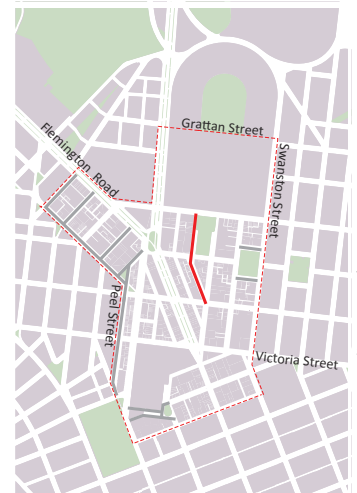 Grattan Street
Flemington Road
Swanston Street
Peel Street
Victoria Street